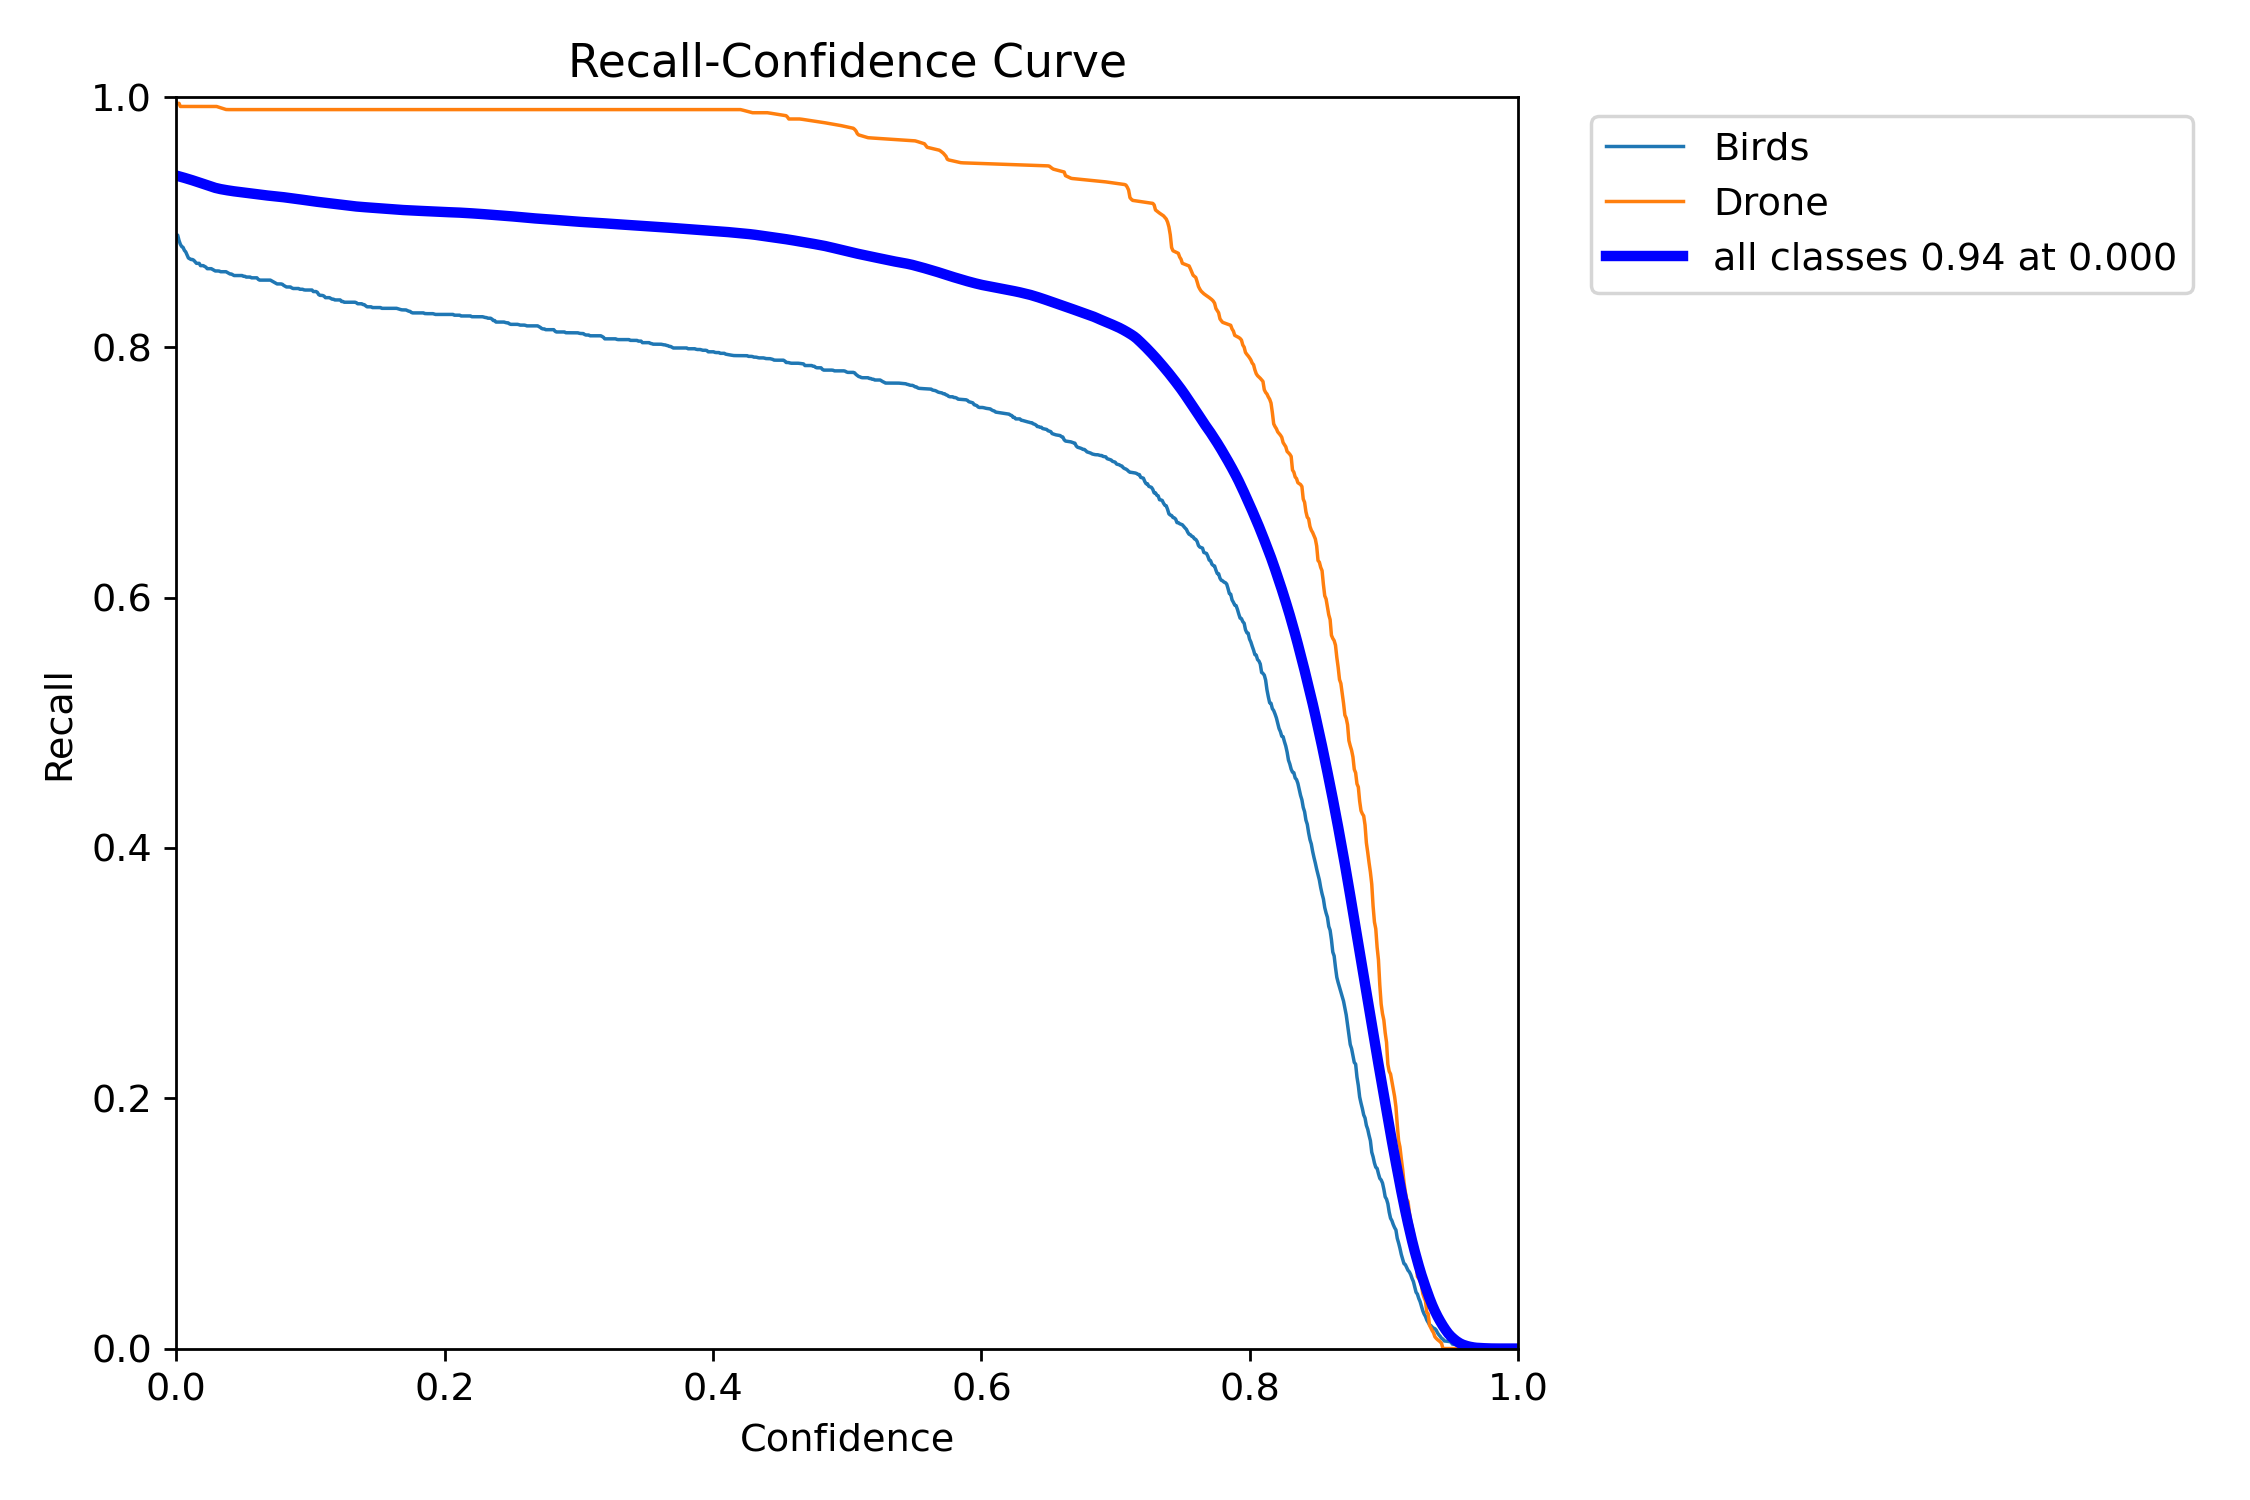 Recall-Confidence Curve
1.0
0.8
0.6
0.4
0.2
0.0
Recall
0.0 0.2 0.4 0.6 0.8 1.0
Confidence
Birds
Drone
all classes 0.94 at 0.000